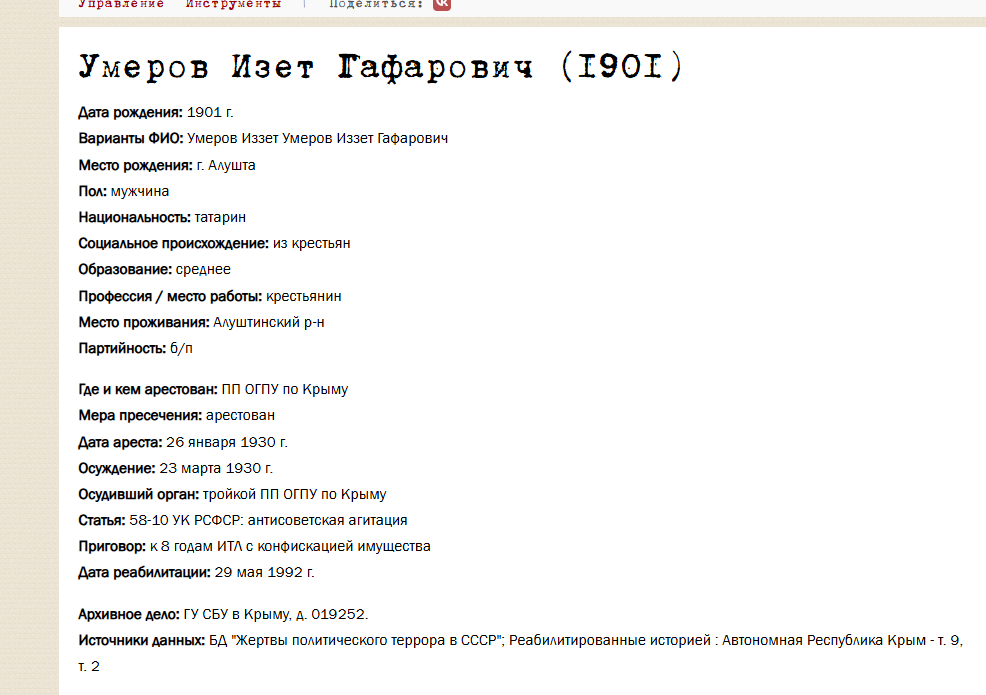 Управление Инструменты | Поделиться:
Умеров Изет Гафарович (1901)
Дата рождения: 1901 г.
Варианты ФИО: Умеров Иззет Умеров Иззет Гафарович
Место рождения: г. Алушта
Пол: мужчина
Национальность: татарин
Социальное происхождение: из крестьян
Образование: среднее
Профессия / место работы: крестьянин
Место проживания: Алуштинский р-н
Партийность: б/п
Где и кем арестован: ПП ОГПУ по Крыму
Мера пресечения: арестован
Дата ареста: 26 января 1930 г.
Осуждение: 23 марта 1930 г.
Осудивший орган: тройкой ПП ОГПУ по Крыму
Статья: 58-10 УК РСФСР: антисоветская агитация
Приговор: к 8 годам ИТЛ с конфискацией имущества
Дата реабилитации: 29 мая 1992 г.
Архивное дело: ГУ СБУ в Крыму, д. 019252.
Источники данных: БД "Жертвы политического террора в СССР"; Реабилитированные историей : Автономная Республика Крым - т. 9,
т. 2